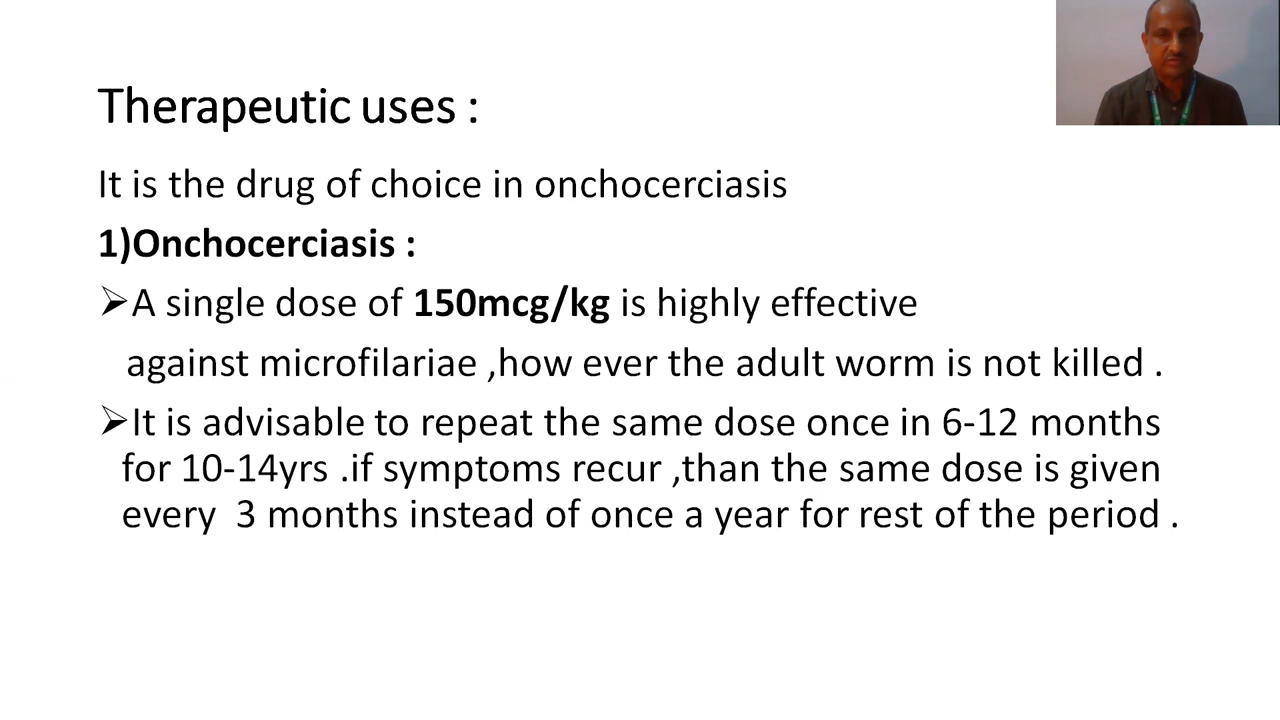 Therapeutic uses :
It is the drug of choice in onchocerciasis
1)Onchocerciasis :
➢A single dose of 150mcg/kg is highly effective
against microfilariae ,how ever the adult worm is not killed .
➢It is advisable to repeat the same dose once in 6-12 months
for 10-14yrs .if symptoms recur ,than the same dose is given
every  3 months instead of once a year for rest of the period .